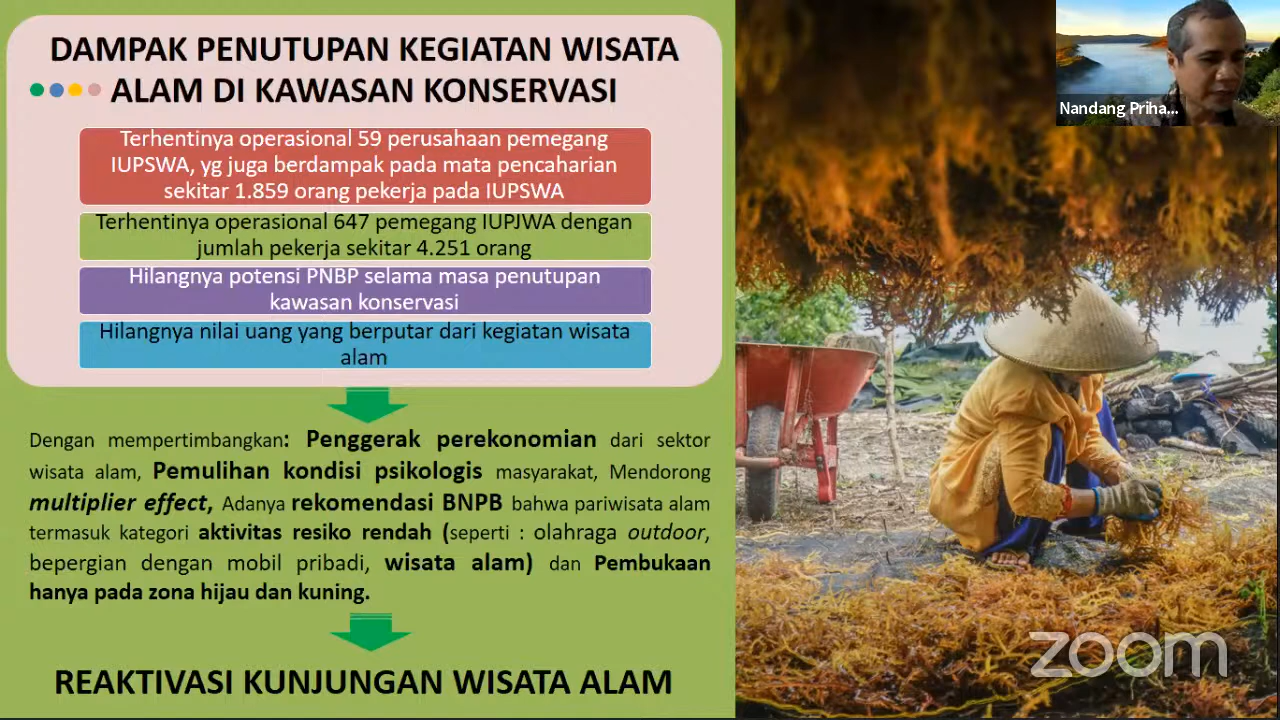 DAMPAK PENUTUPAN KEGIATAN WISATA
ALAM DI KAWASAN KONSERVASI
Terhentinya operasional 59 perusahaan pemegang
IUPSWA, yg juga berdampak pada mata pencaharian
sekitar 1.859 orang pekerja pada IUPSWA
Terhentinya operasional 647 pemegang IUPJWA dengan
jumlah pekerja sekitar 4.251 orang
Hilangnya potensi PNBP selama masa penutupan
kawasan konservasi
Hilangnya nilai uang yang berputar dari kegiatan wisata
alam
Dengan mempertimbangkan: Penggerak perekonomian dari sektor
wisata alam, Pemulihan kondisi psikologis masyarakat, Mendorong
multiplier effect, Adanya rekomendasi BNPB bahwa pariwisata alam
termasuk kategori aktivitas resiko rendah (seperti : olahraga outdoor,
bepergian dengan mobil pribadi, wisata alam) dan Pembukaan
hanya pada zona hijau dan kuning.
REAKTIVASI KUNJUNGAN WISATA ALAM
Nandang Priha...
zoom